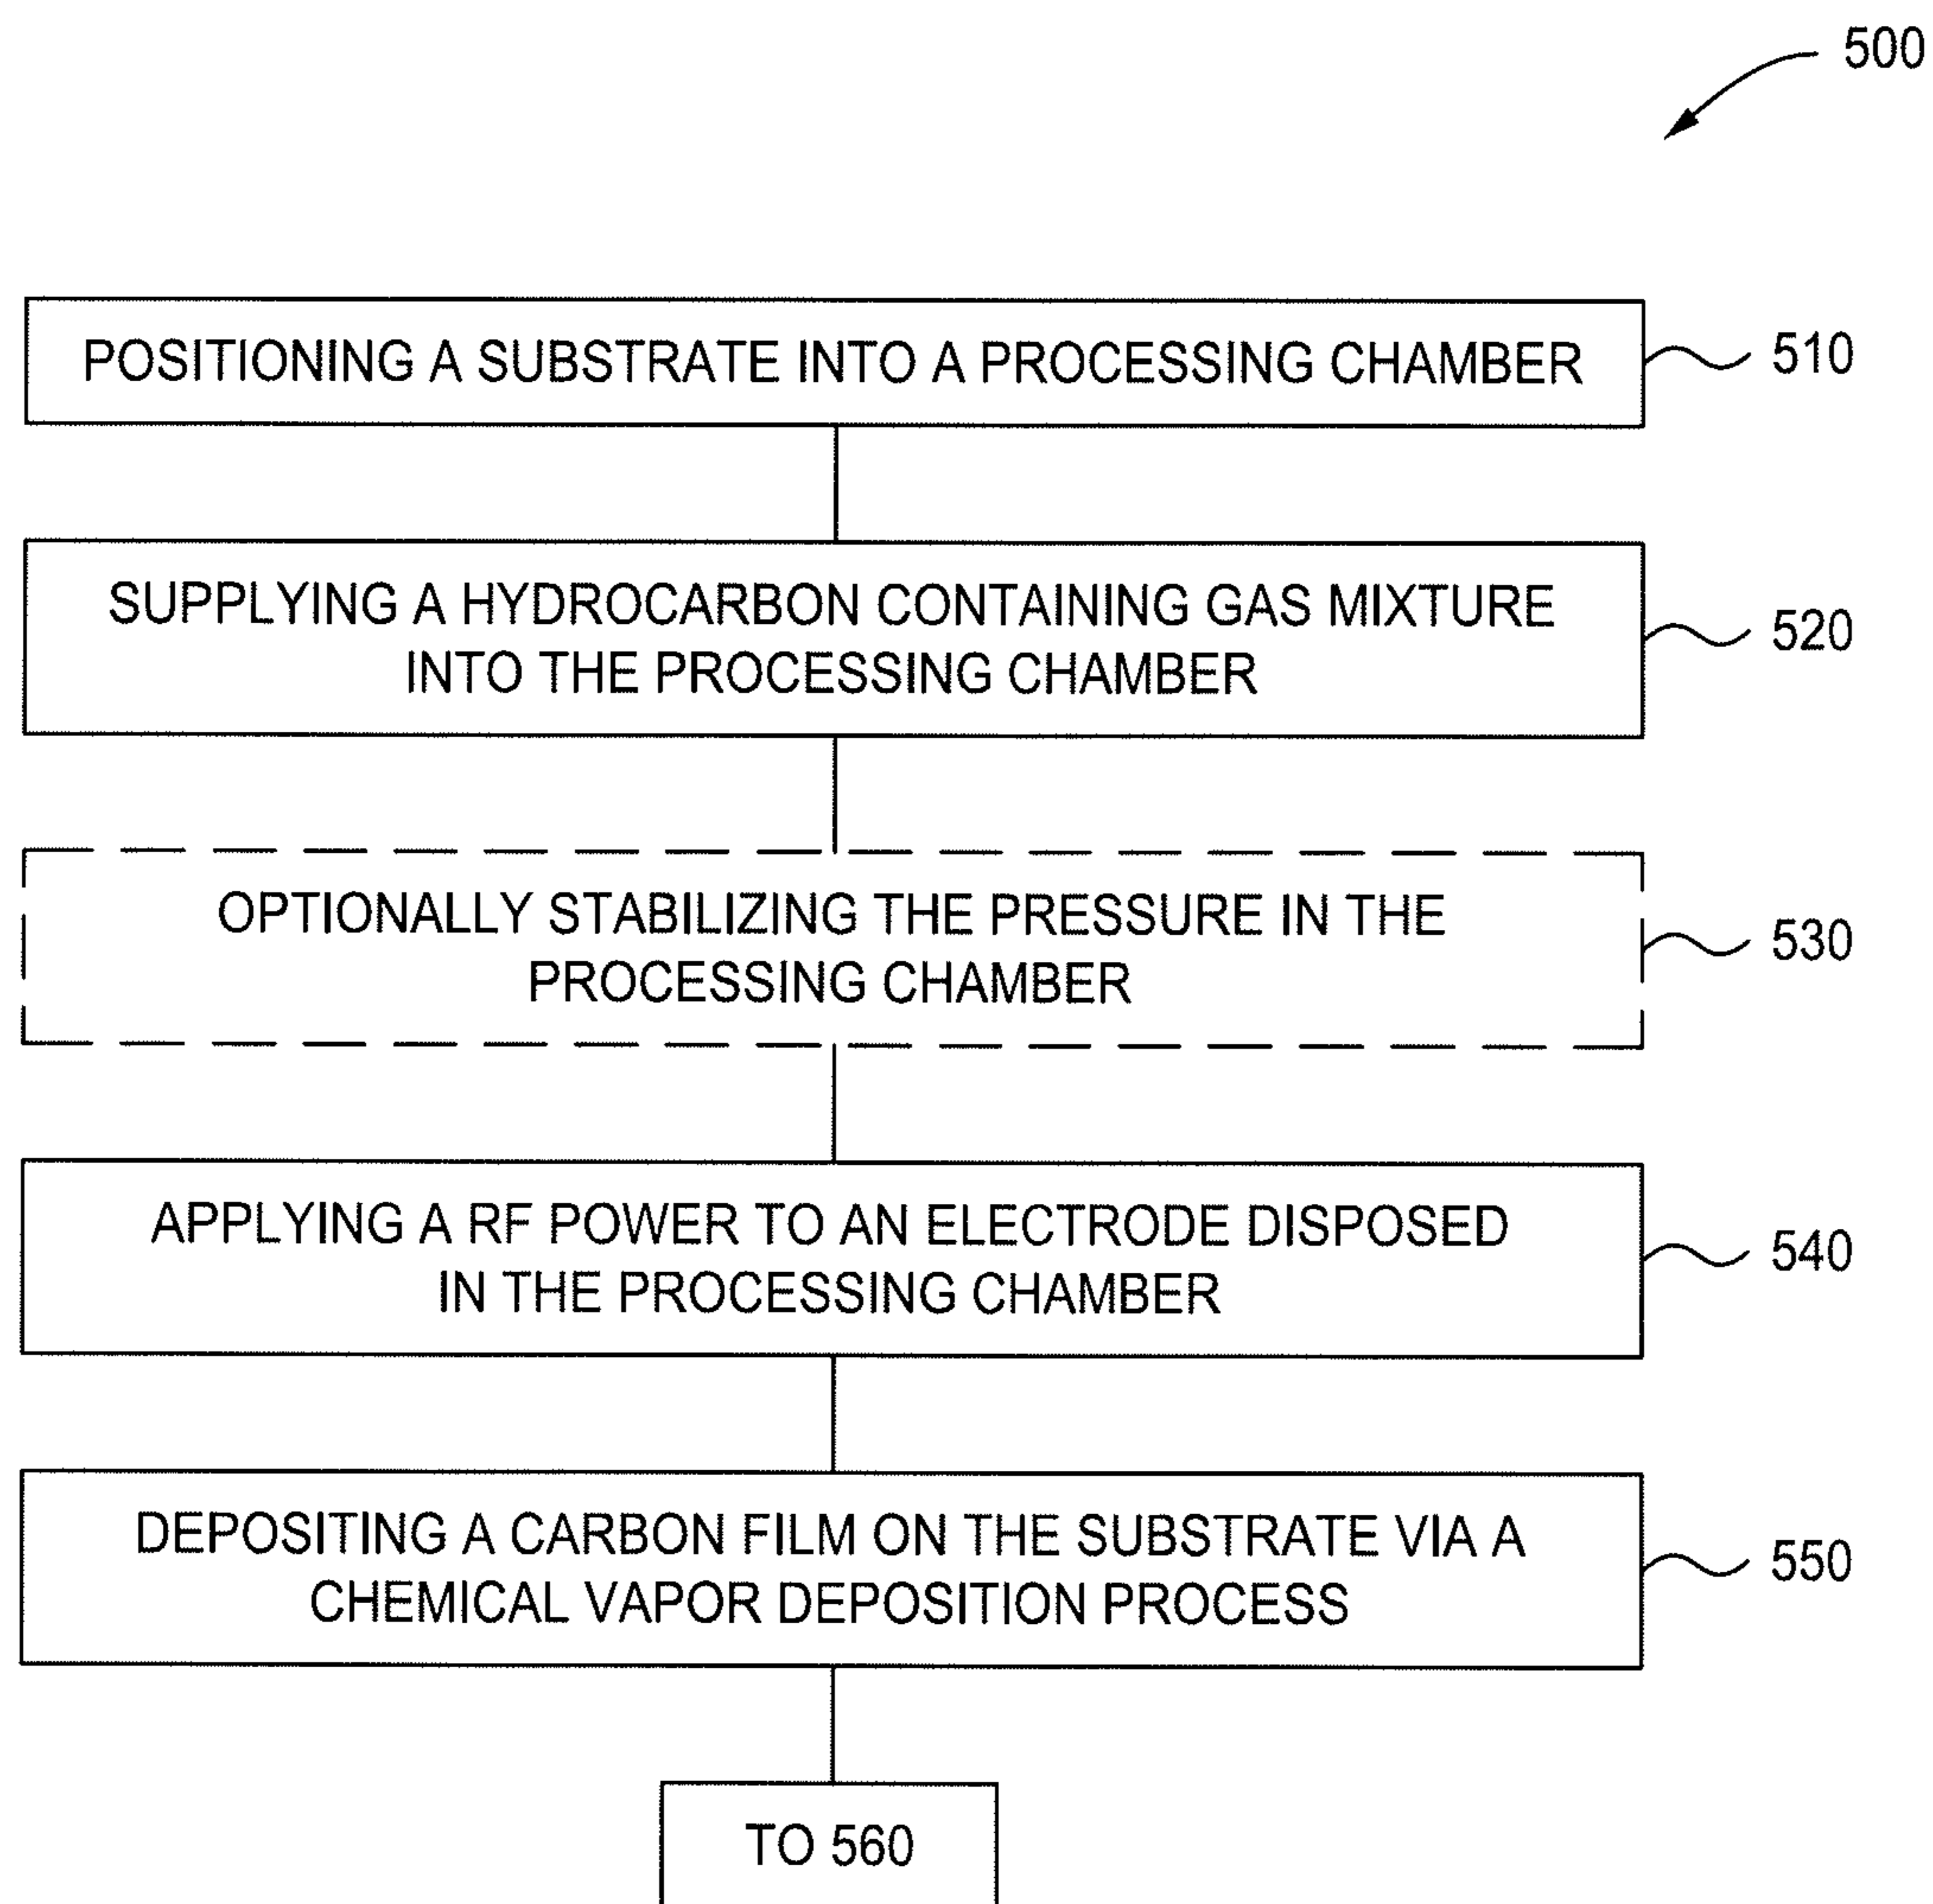 500
POSITIONING A SUBSTRATE INTO A PROCESSING CHAMBER
510
SUPPLYING A HYDROCARBON CONTAINING GAS MIXTURE
INTO THE PROCESSING CHAMBER
520
OPTIONALLY STABILIZING THE PRESSURE IN THE
PROCESSING CHAMBER
530
APPLYING A RF POWER TO AN ELECTRODE DISPOSED
IN THE PROCESSING CHAMBER
540
DEPOSITING A CARBON FILM ON THE SUBSTRATE VIA A
CHEMICAL VAPOR DEPOSITION PROCESS
550
TO 560